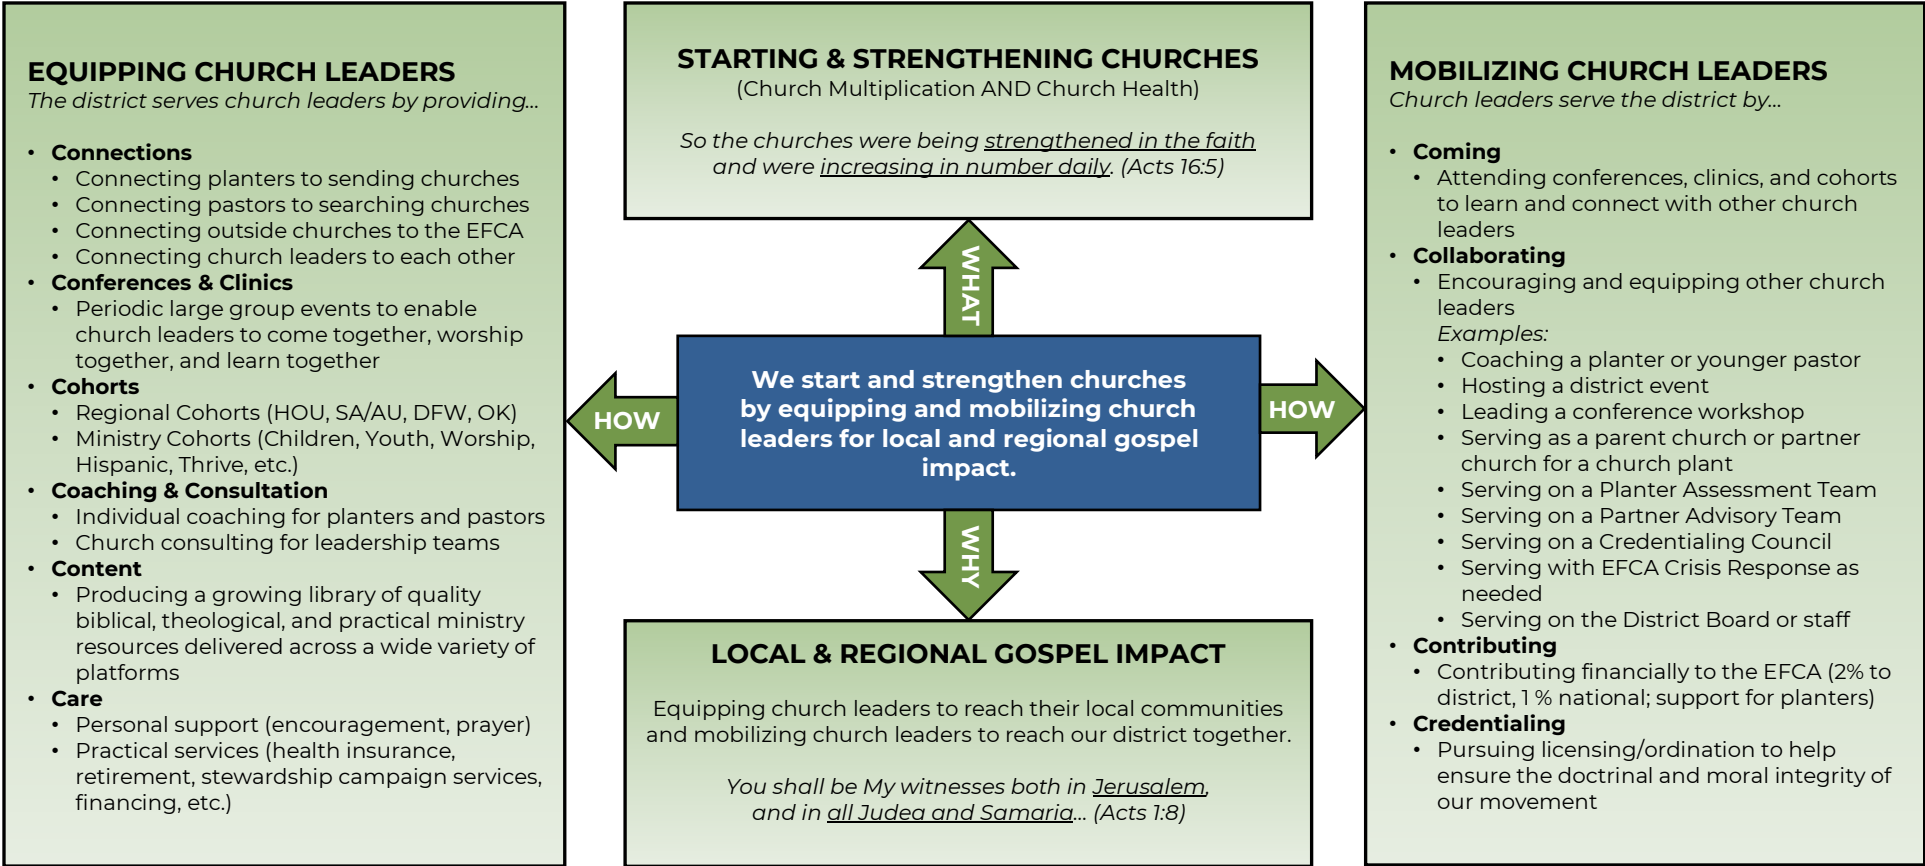 EQUIPPING CHURCH LEADERS
The district serves church leaders by providing...
• Connections
• Connecting planters to sending churches
• Connecting pastors to searching churches
• Connecting outside churches to the EFCA
• Connecting church leaders to each other
• Conferences & Clinics
• Periodic large group events to enable
church leaders to come together, worship
together, and learn together
• Cohorts
• Regional Cohorts (HOU, SA/AU, DFW, OK)
• Ministry Cohorts (Children, Youth, Worship,
Hispanic, Thrive, etc.)
• Coaching & Consultation
• Individual coaching for planters and pastors
• Church consulting for leadership teams
• Content
• Producing a growing library of quality
biblical, theological, and practical ministry
resources delivered across a wide variety of
platforms
• Care
• Personal support (encouragement, prayer)
• Practical services (health insurance,
retirement, stewardship campaign services,
financing, etc.)
STARTING & STRENGTHENING CHURCHES
(Church Multiplication AND Church Health)
So the churches were being strengthened in the faith
and were increasing in number daily. (Acts 16:5)
WHAT
HOW
We start and strengthen churches
by equipping and mobilizing church
leaders for local and regional gospel
impact.
HOW
WHY
LOCAL & REGIONAL GOSPEL IMPACT
Equipping church leaders to reach their local communities
and mobilizing church leaders to reach our district together.
You shall be My witnesses both in Jerusalem,
and in all Judea and Samaria... (Acts 1:8)
MOBILIZING CHURCH LEADERS
Church leaders serve the district by...
• Coming
• Attending conferences, clinics, and cohorts
to learn and connect with other church
leaders
• Collaborating
• Encouraging and equipping other church
leaders
Examples:
• Coaching a planter or younger pastor
• Hosting a district event
• Leading a conference workshop
• Serving as a parent church or partner
church for a church plant
• Serving on a Planter Assessment Team
• Serving on a Partner Advisory Team
• Serving on a Credentialing Council
• Serving with EFCA Crisis Response as
needed
• Serving on the District Board or staff
• Contributing
• Contributing financially to the EFCA (2% to
district, 1 % national; support for planters)
• Credentialing
• Pursuing licensing/ordination to help
ensure the doctrinal and moral integrity of
our movement